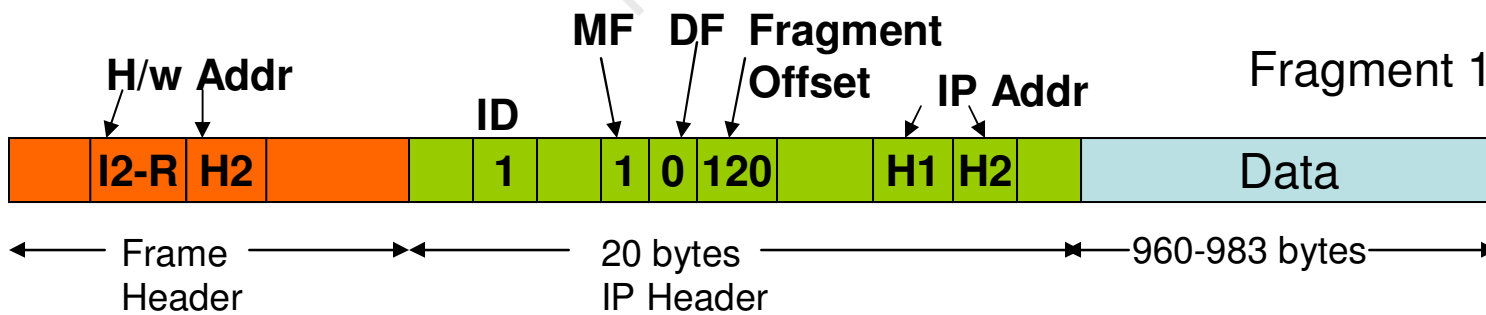 MF DF Fragment
Offset
Fragment 1
H/w Addr
IP Addr
ID
I2-R H2 1 1 0 120 H1 H2 Data
Frame
Header
20 bytes
IP Header
960-983 bytes